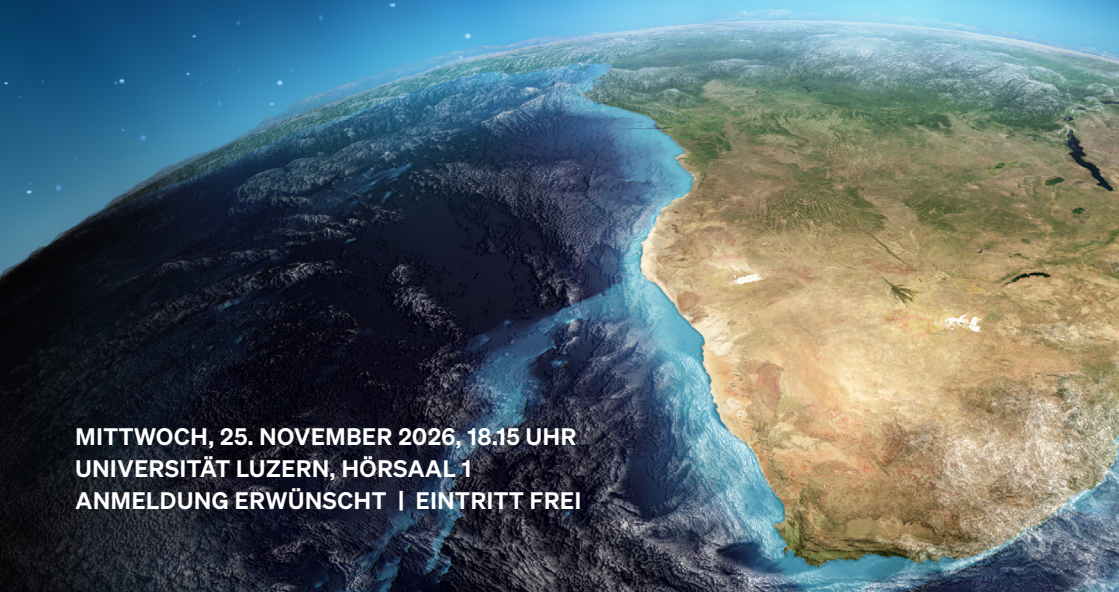 MITTWOCH, 25. NOVEMBER 2026, 18.15 UHR
UNIVERSITÄT LUZERN, HÖRSAAL 1
ANMELDUNG ERWÜNSCHT | EINTRITT FREI